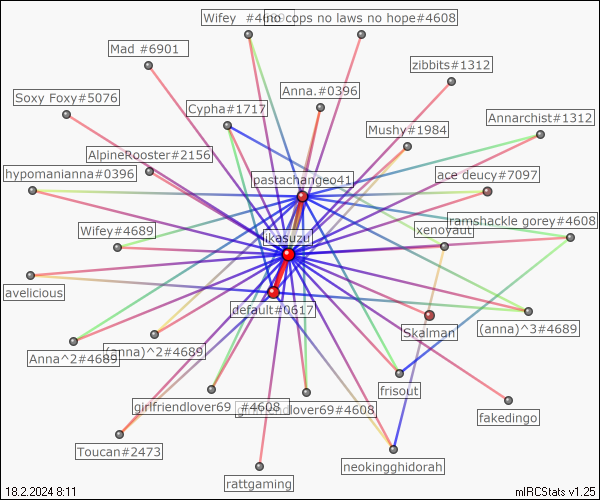 Wifey_#4689
no cops no laws no hope#4608
Mad #6901
zibbits#1312
Anna.#0396
Soxy Foxy#5076
Cypha#1717
Annarchist#1312
Mushy#1984
AlpineRooster#2156
hypomanianna#0396
pastachangeo41
ace deucy#7097
ramshackle gorey#4608
Wifey#4689
ikasuzu
xenoyaut
avelicious
default#0617
Skalman
(anna)^3#4689
Anna^2#4689
(anna)^2#4689
frisout
girlfriendlover69
#4608
girlfriendlover69#4608
fakedingo
Toucan#2473
neokingghidorah
rattgaming
18.2.2024 8:11
mIRCStats v1.25